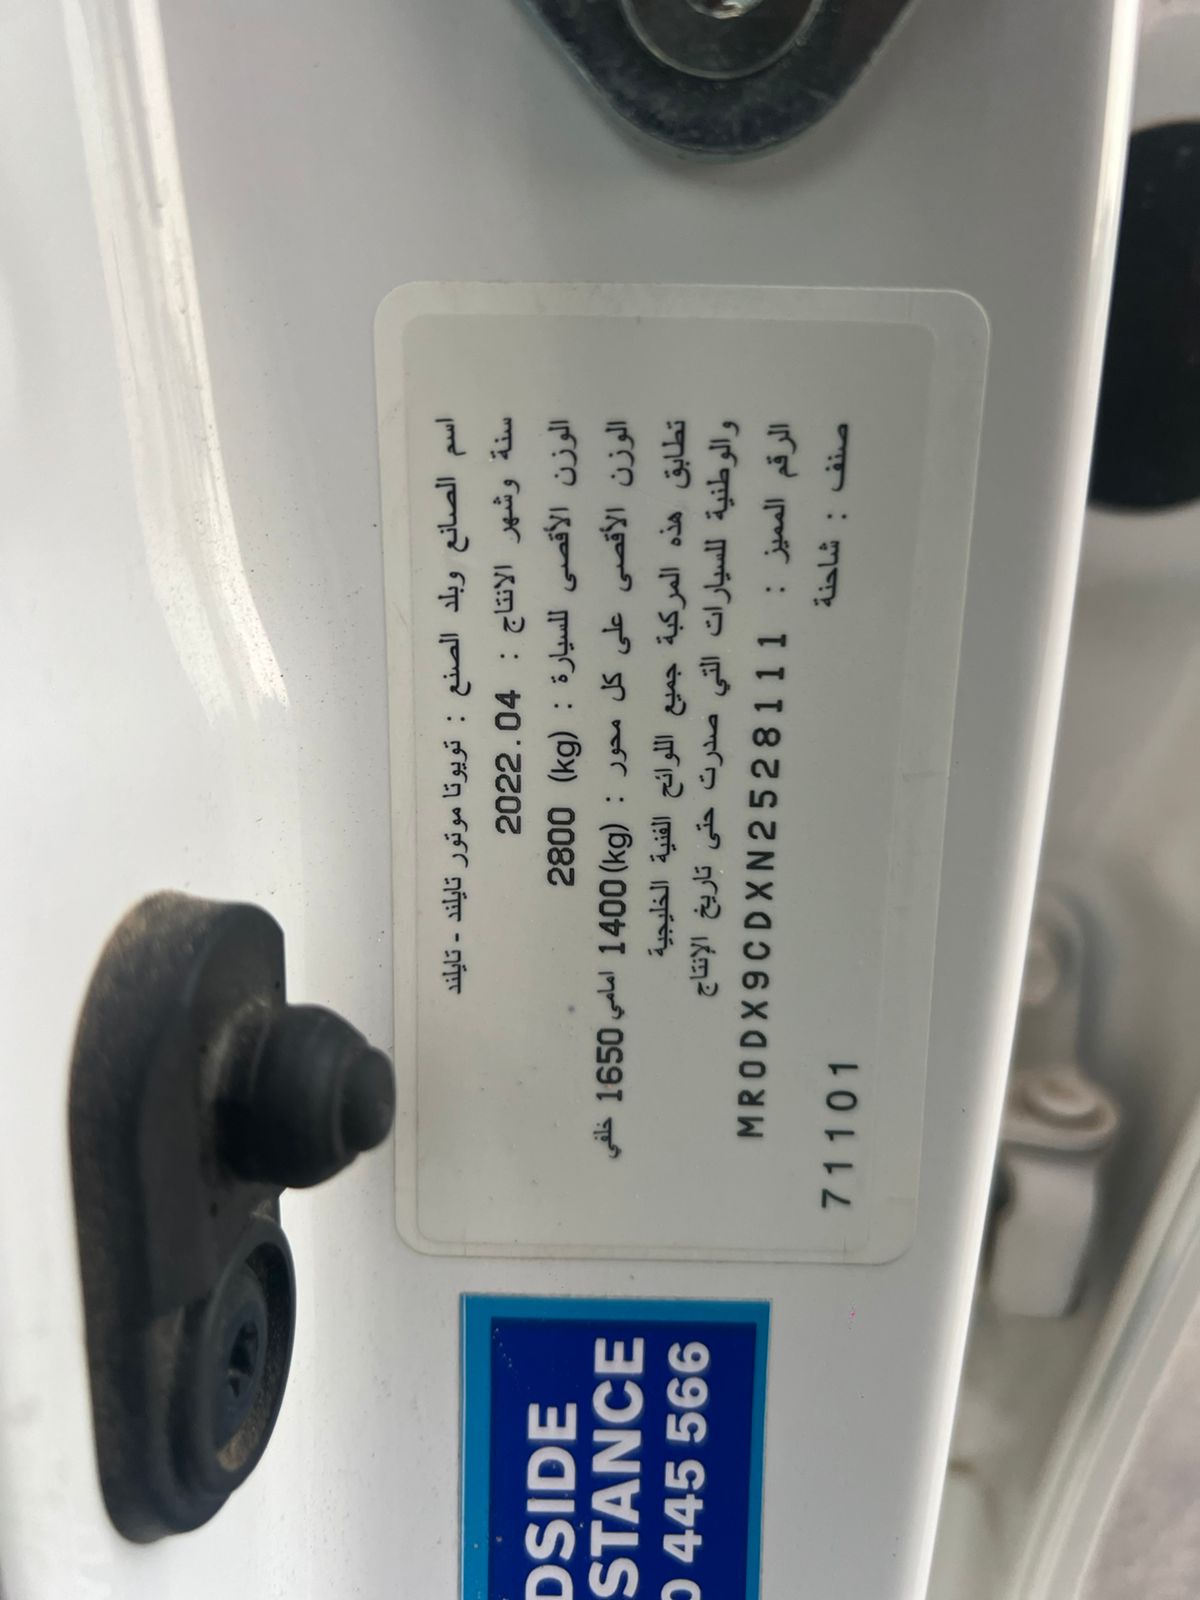 اسم الصانع وبلد الصنع : تويوتا موتور تايلند - تايلند
سنة وشهر الانتاج : 2022.04
الوزن الأقصى للسيارة : (kg) 2800
الوزن الأقصى على كل محور : (kg) 1400 امامي 1650 خلفي
تطابق هذه المركبة جميع اللوائح الفنية الخليجية
والوطنية للسيارات التي صدرت حتى تاريخ الإنتاج
الرقم المميز : MR0DX9CDXN2528111
صنف : شاحنة 71101
DSIDE
STANCE
0 445 566